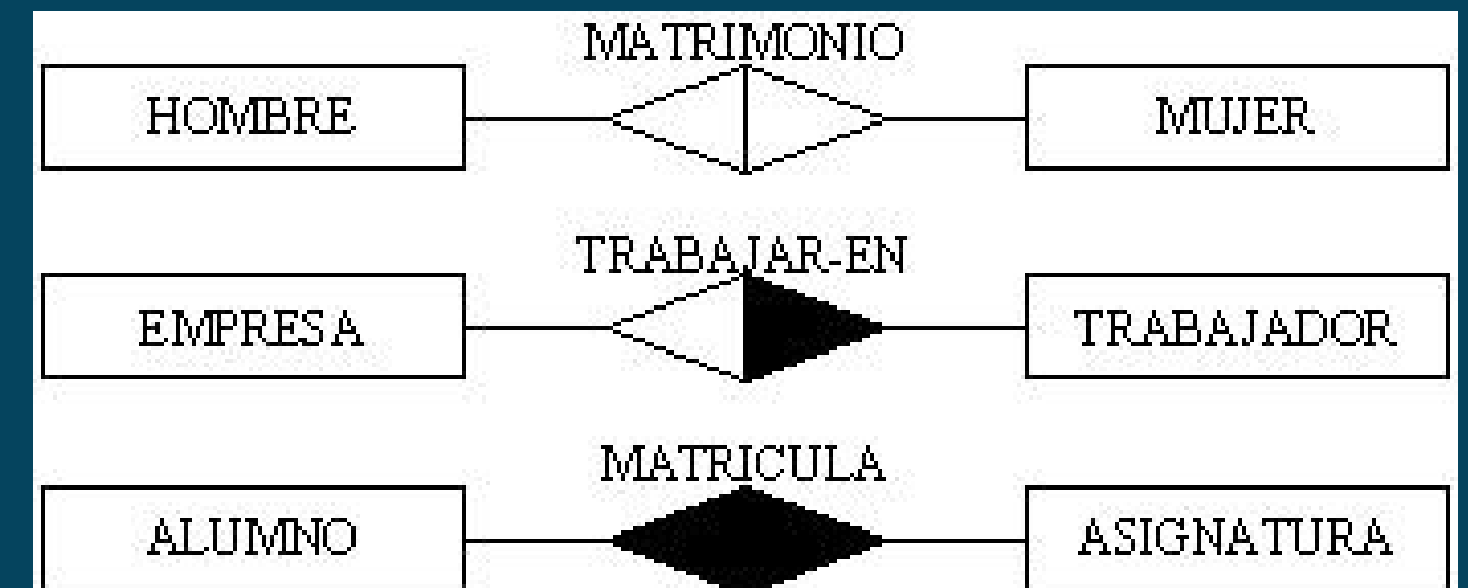 MATRIMONIO
HOMBRE MUJER
TRABAJAR-EN
EMPRESA TRABAJADOR
MATRICULA
ALUMNO ASIGNATURA